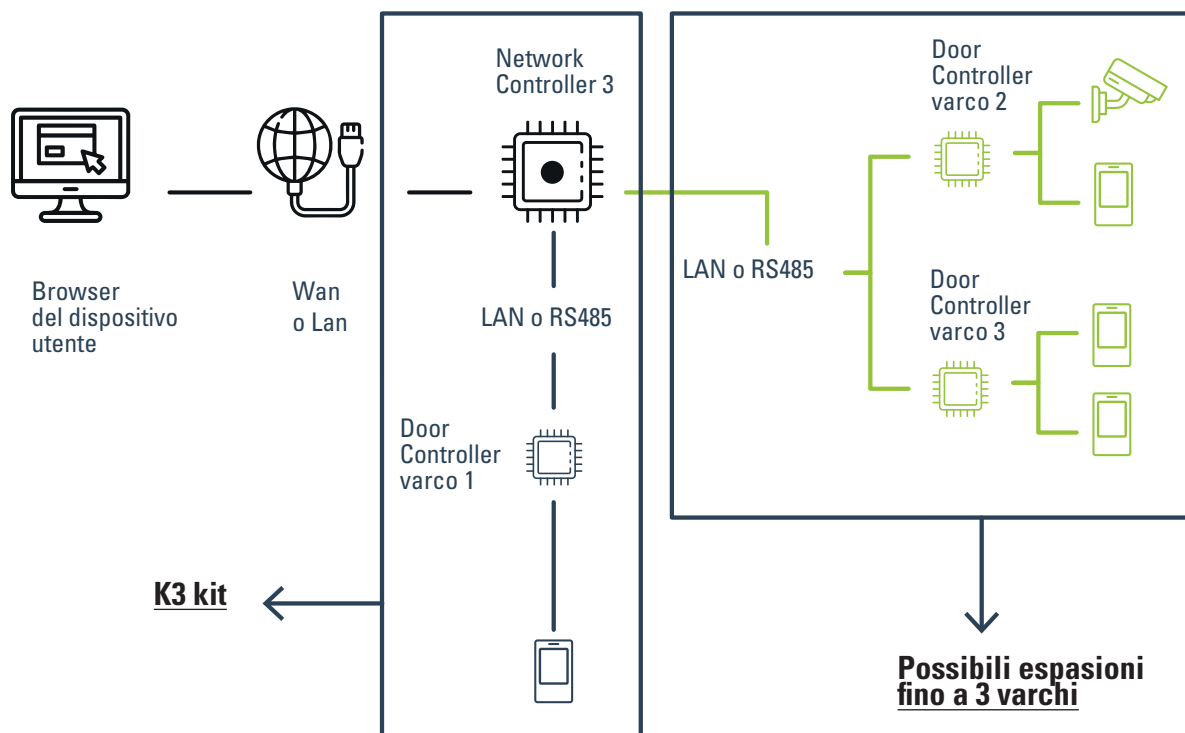 Browser
del dispositivo
utente
Wan
o Lan
Network
Controller 3
LAN o RS485
Door
Controller
varco 1
K3 kit
LAN o RS485
Door
Controller
varco 2
Door
Controller
varco 3
Possibili espasioni
fino a 3 varchi